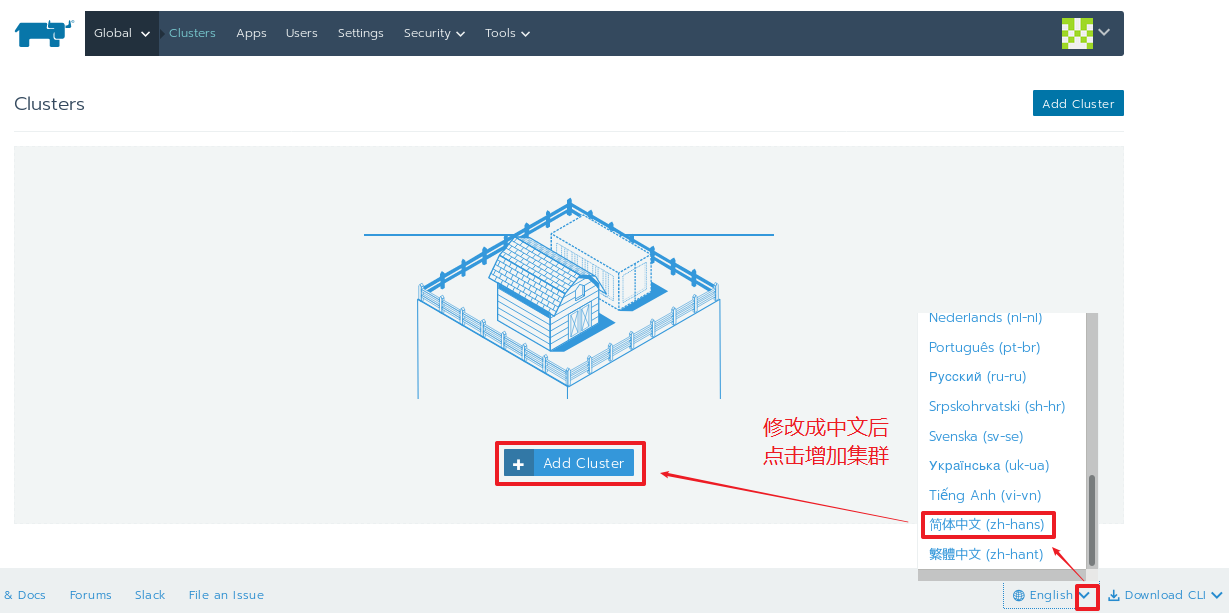 Global Clusters Apps Users Settings Security Tools
Clusters
Add Cluster
Nederlands (nl-nl)
Português (pt-br)
Русский (ru-ru)
Srpskohrvatski (sh-hr)
Svenska (sv-se)
Українська (uk-ua)
Tiếng Anh (vi-vn)
简体中文 (zh-hans)
繁體中文 (zh-hant)
修改成中文后
点击增加集群
Add Cluster
& Docs Forums Slack File an Issue English Download CLI